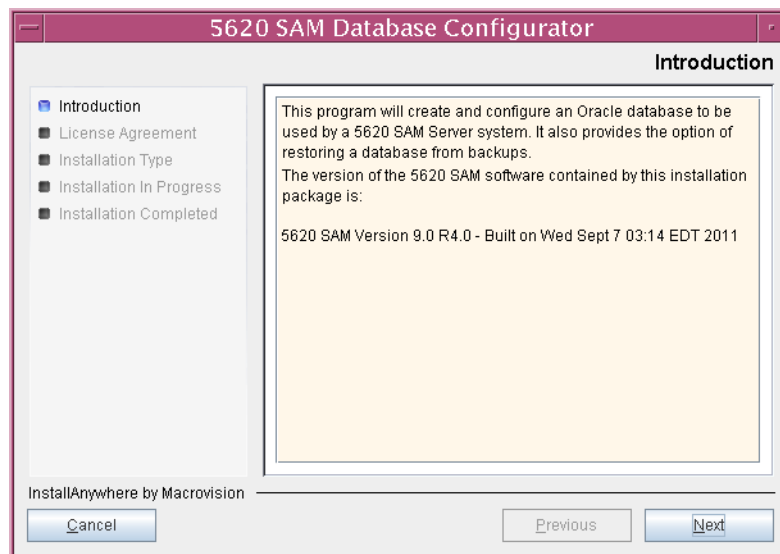 5620 SAM Database Configurator
Introduction
Introduction
License Agreement
Installation Type
Installation In Progress
Installation Completed
This program will create and configure an Oracle database to be
used by a 5620 SAM Server system. It also provides the option of
restoring a database from backups.
The version of the 5620 SAM software contained by this installation
package is:
5620 SAM Version 9.0 R4.0 - Built on Wed Sept 7 03:14 EDT 2011
InstallAnywhere by Macrovision
Cancel
Previous
Next